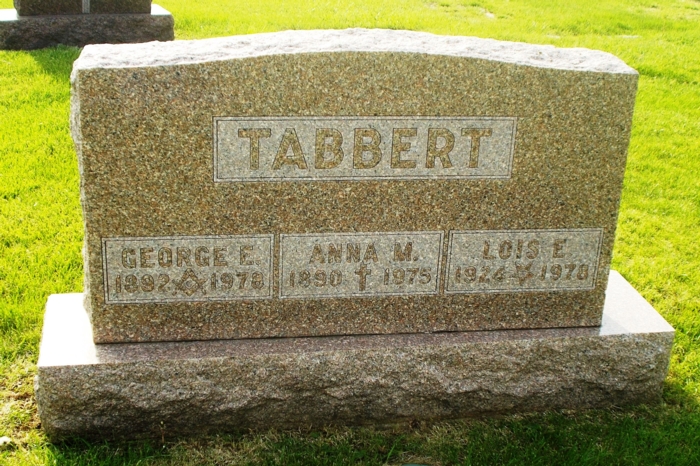 TABBERT
GEORGE E.
1892 1978
ANNA M.
1890 1975
LOIS E.
1924 1978